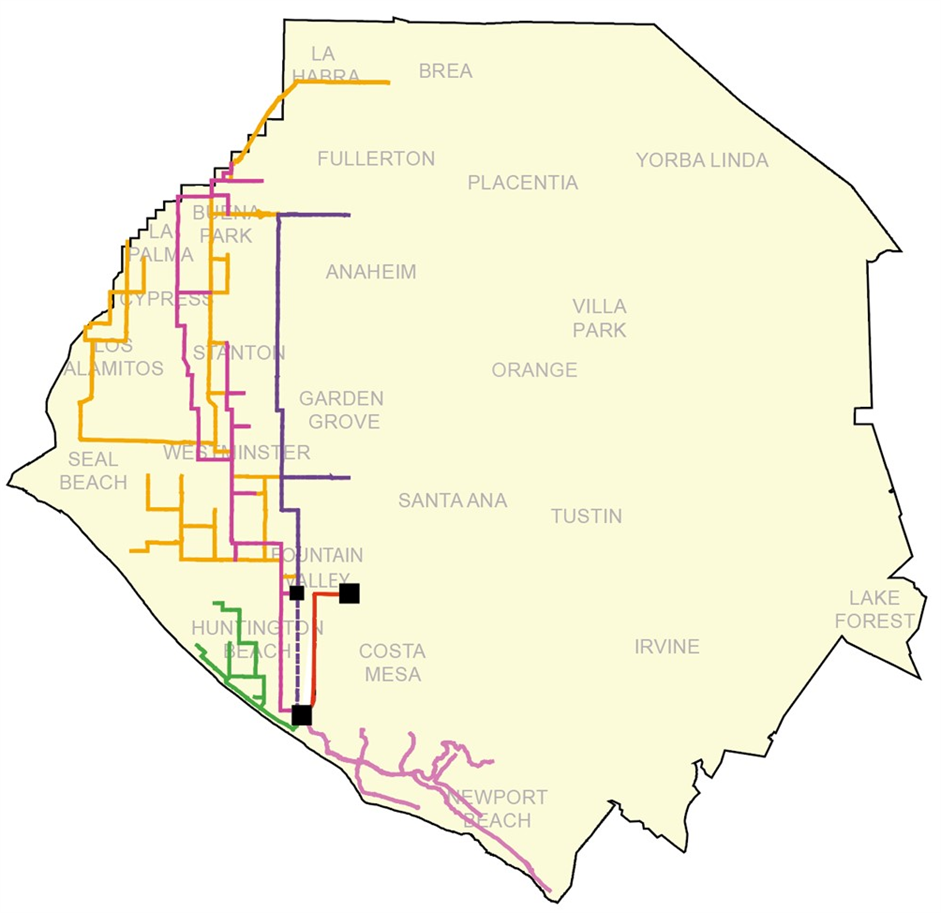 LA
HABRA
BREA
FULLERTON
YORBA LINDA
PLACENTIA
BUENA
PARK
LA
PALMA
ANAHEIM
CYPRESS
VILLA
PARK
LOS
ALAMITOS
STANTON
ORANGE
GARDEN
GROVE
WESTMINSTER
SEAL
BEACH
SANTA ANA
TUSTIN
FOUNTAIN
VALLEY
LAKE
FOREST
HUNTINGTON
BEACH
COSTA
MESA
IRVINE
NEWPORT
BEACH